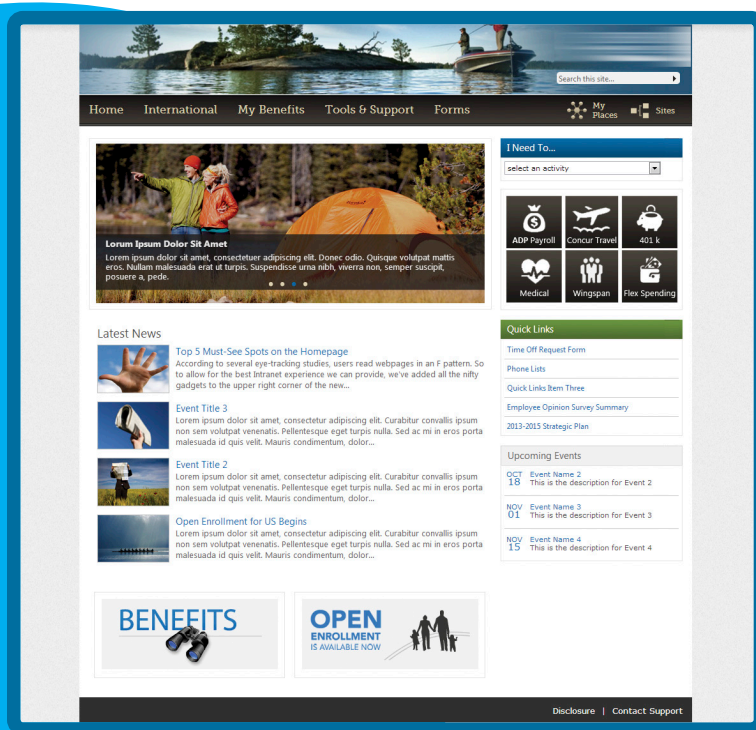 Search this site...
Home International My Benefits Tools & Support Forms
My Places
Sites
Lorum Ipsum Dolor Sit Amet
Lorem ipsum dolor sit amet, consectetuer adipiscing elit. Donec odio. Quisque volutpat mattis
eros. Nullam malesuada erat ut turpis. Suspendisse urna nibh, viverra non, semper suscipit,
posuere a, pede.
I Need To...
select an activity
ADP Payroll Concur Travel 401 k
Medical Wingspan Flex Spending
Latest News
Top 5 Must-See Spots on the Homepage
According to several eye-tracking studies, users read webpages in an F pattern. So
to allow for the best Intranet experience we can provide, we've added all the nifty
gadgets to the upper right corner of the new...
Event Title 3
Lorem ipsum dolor sit amet, consectetur adipiscing elit. Curabitur convallis ipsum
non sem volutpat venenatis. Pellentesque eget turpis nulla. Sed ac mi in eros porta
malesuada id quis velit. Mauris condimentum, dolor...
Event Title 2
Lorem ipsum dolor sit amet, consectetur adipiscing elit. Curabitur convallis ipsum
non sem volutpat venenatis. Pellentesque eget turpis nulla. Sed ac mi in eros porta
malesuada id quis velit. Mauris condimentum, dolor...
Open Enrollment for US Begins
Lorem ipsum dolor sit amet, consectetur adipiscing elit. Curabitur convallis ipsum
non sem volutpat venenatis. Pellentesque eget turpis nulla. Sed ac mi in eros porta
malesuada id quis velit. Mauris condimentum, dolor...
Quick Links
Time Off Request Form
Phone Lists
Quick Links Item Three
Employee Opinion Survey Summary
2013-2015 Strategic Plan
Upcoming Events
OCT 18
Event Name 2
This is the description for Event 2
NOV 01
Event Name 3
This is the description for Event 3
NOV 15
Event Name 4
This is the description for Event 4
BENEFITS
OPEN
ENROLLMENT
IS AVAILABLE NOW
Disclosure | Contact Support